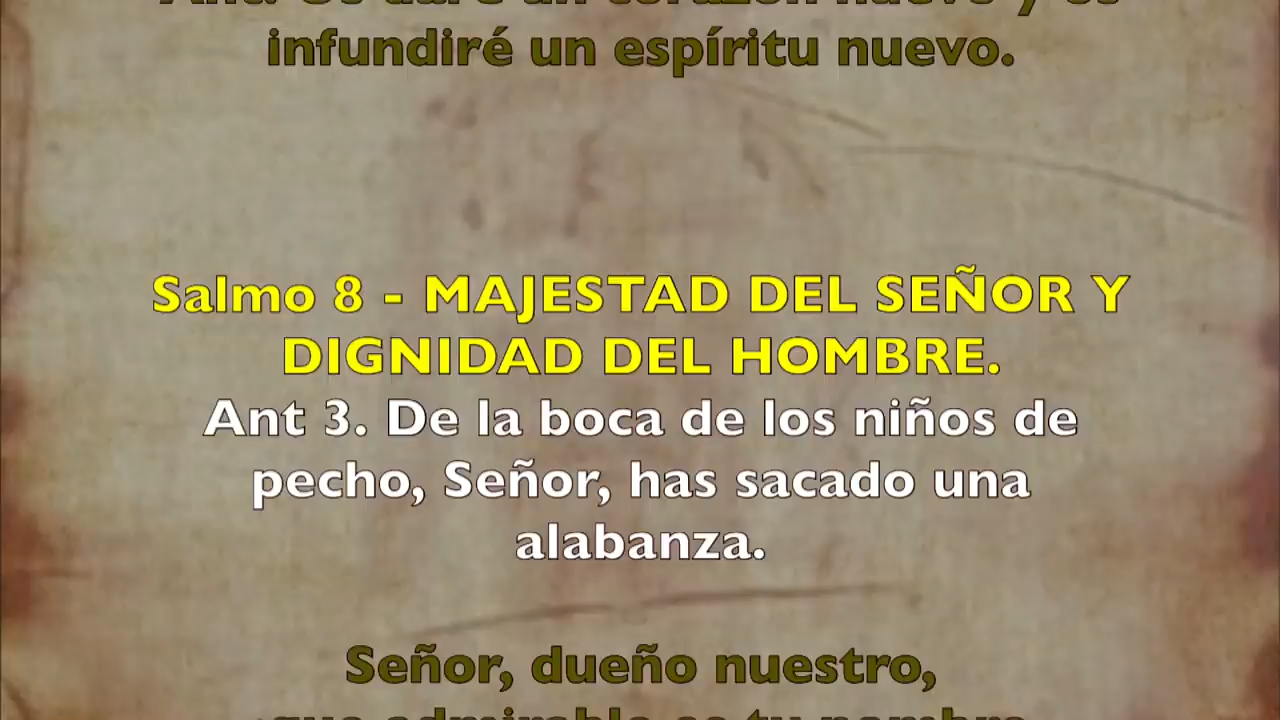 Ant. Os daré un corazón nuevo y os
infundiré un espíritu nuevo.
Salmo 8 - MAJESTAD DEL SEÑOR Y
DIGNIDAD DEL HOMBRE.
Ant 3. De la boca de los niños de
pecho, Señor, has sacado una
alabanza.
Señor, dueño nuestro,
¡que admirable es tu nombre